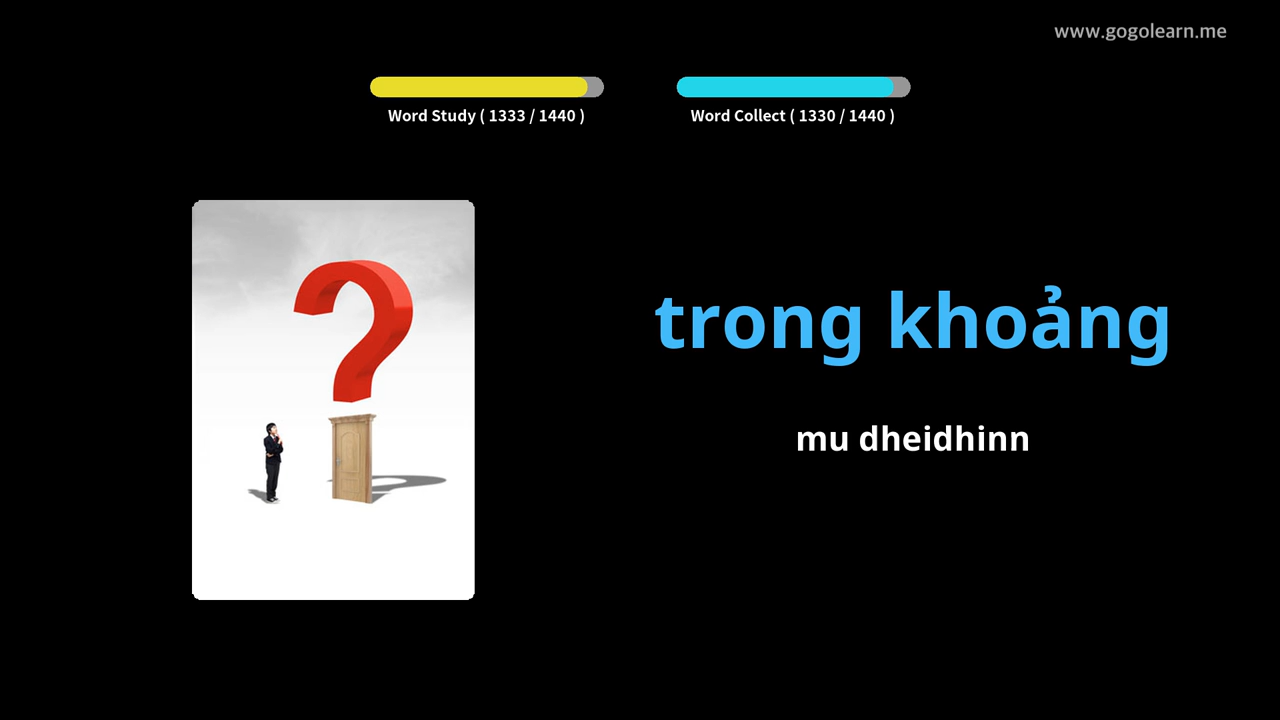 www.gogolearn.me
Word Study ( 1333 / 1440 )
Word Collect ( 1330 / 1440 )
trong khoảng
mu dheidhinn